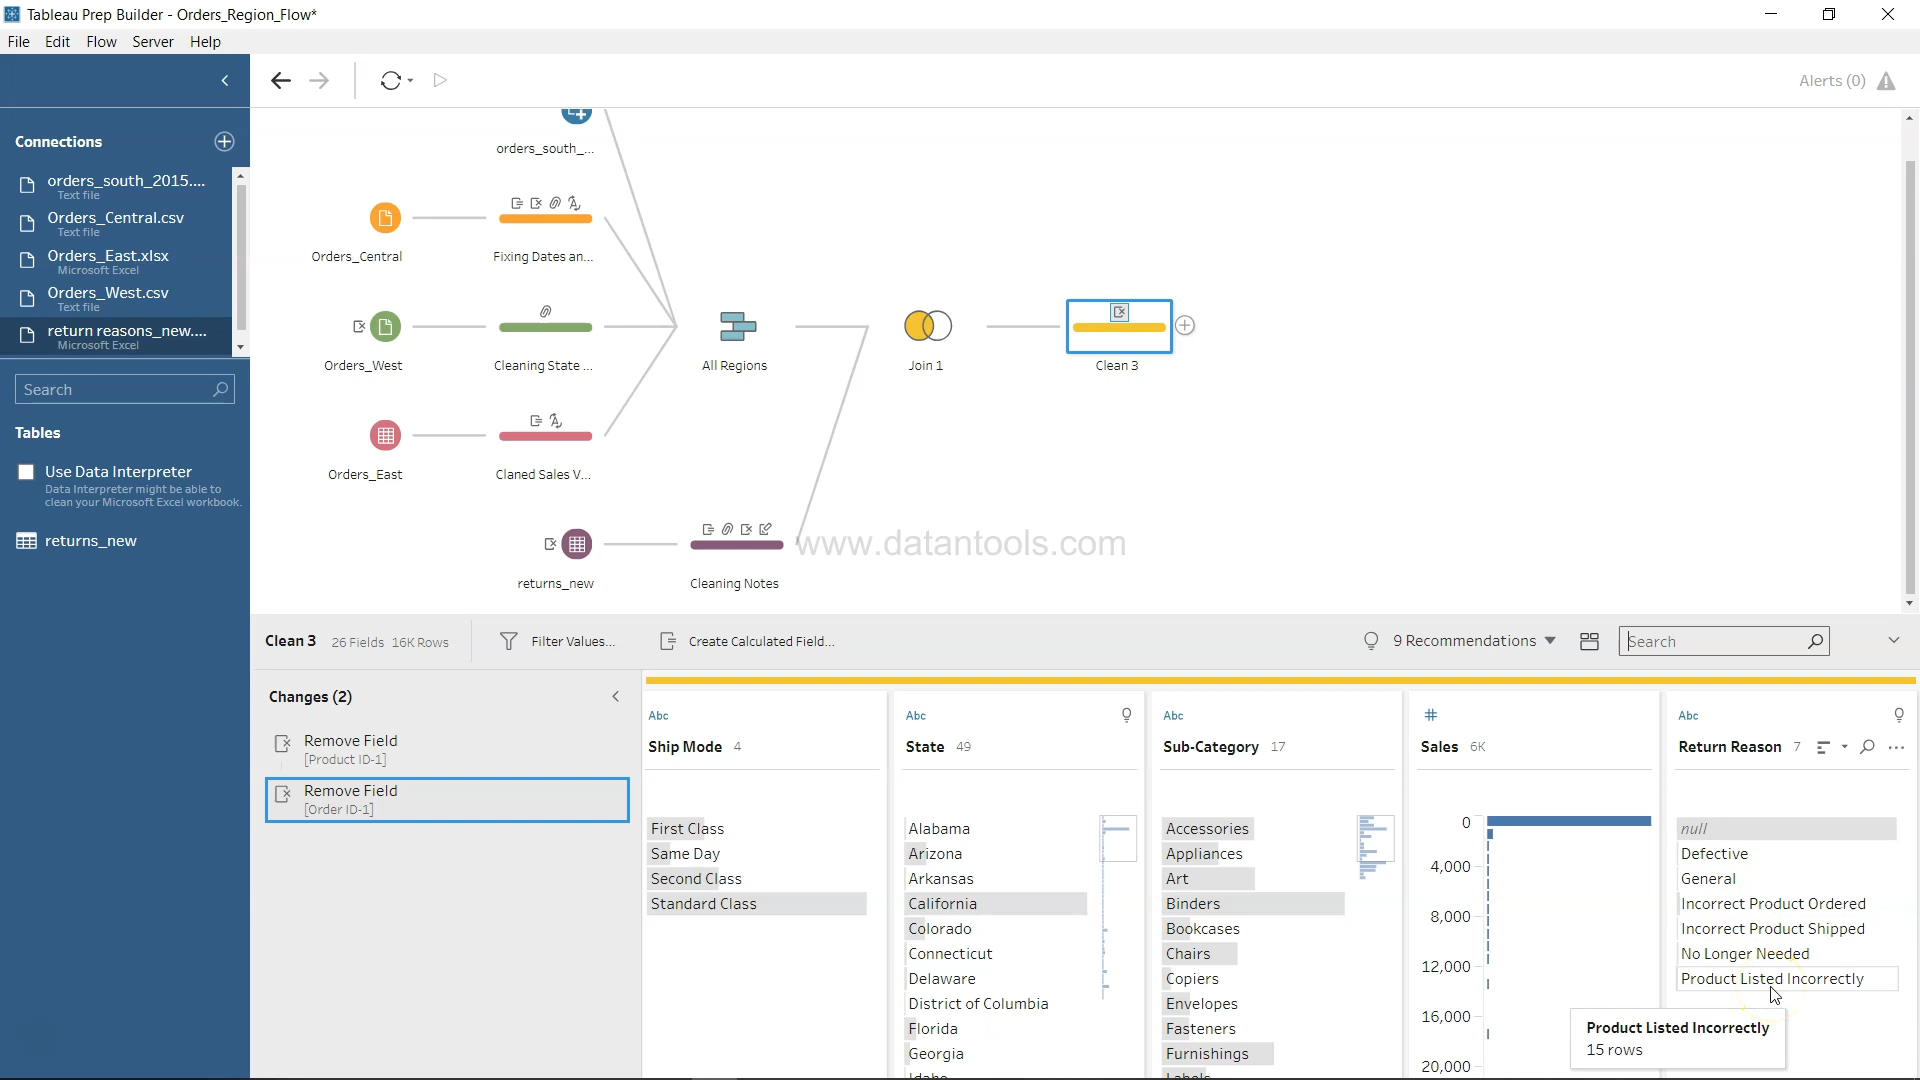 Tableau Prep Builder - Orders_Region_Flow*
File Edit Flow Server Help
Alerts (0)
Connections
orders_south_2015....
Text file
Orders_Central.csv
Text file
Orders_East.xlsx
Microsoft Excel
Orders_West.csv
Text file
return reasons_new....
Microsoft Excel
Search
Tables
Use Data Interpreter
Data Interpreter might be able to
clean your Microsoft Excel workbook.
returns_new
orders_south_...
Orders_Central
Fixing Dates an...
Orders_West
Cleaning State ...
All Regions
Join 1
Clean 3
Orders_East
Claned Sales V...
returns_new
Cleaning Notes
www.datantools.com
Clean 3 26 Fields 16K Rows
Filter Values...
Create Calculated Field...
9 Recommendations
Search
Changes (2)
Remove Field
[Product ID-1]
Remove Field
[Order ID-1]
Abc
Ship Mode 4
First Class
Same Day
Second Class
Standard Class
Abc
State 49
Alabama
Arizona
Arkansas
California
Colorado
Connecticut
Delaware
District of Columbia
Florida
Georgia
Idaho
Abc
Sub-Category 17
Accessories
Appliances
Art
Binders
Bookcases
Chairs
Copiers
Envelopes
Fasteners
Furnishings
Labels
#
Sales 6K
0
4,000
8,000
12,000
16,000
20,000
Abc
Return Reason 7
null
Defective
General
Incorrect Product Ordered
Incorrect Product Shipped
No Longer Needed
Product Listed Incorrectly
Product Listed Incorrectly
15 rows